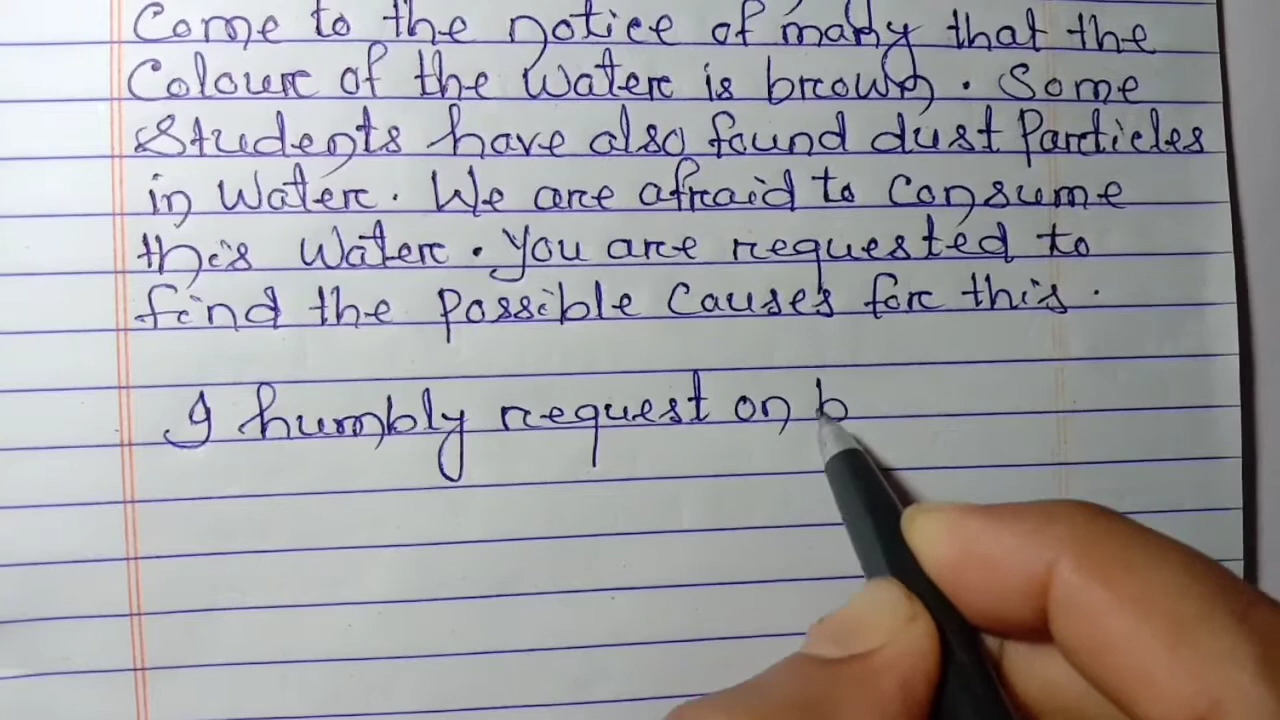 Come to the notice of many that the
Colour of the water is brown. Some
Students have also found dust Particles
in water. We are afraid to consume
this water. You are requested to
find the possible causes for this.
I humbly request on b